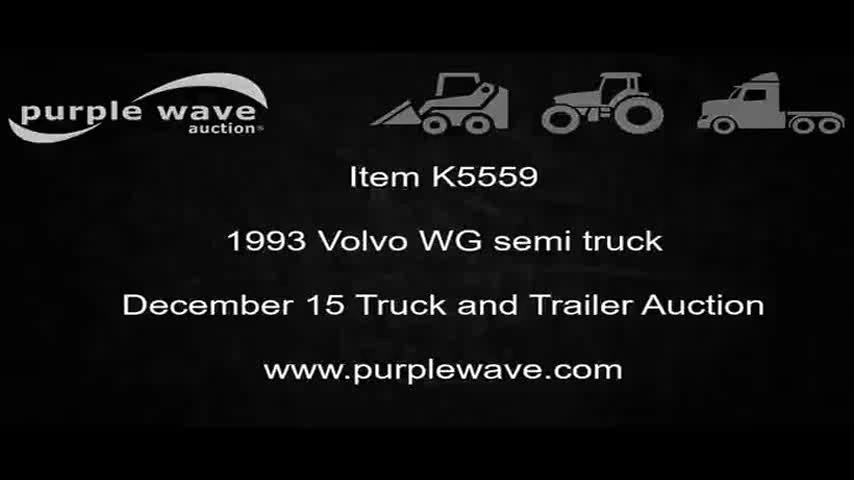 purple wave
auction®
Item K5559
1993 Volvo WG semi truck
December 15 Truck and Trailer Auction
www.purplewave.com